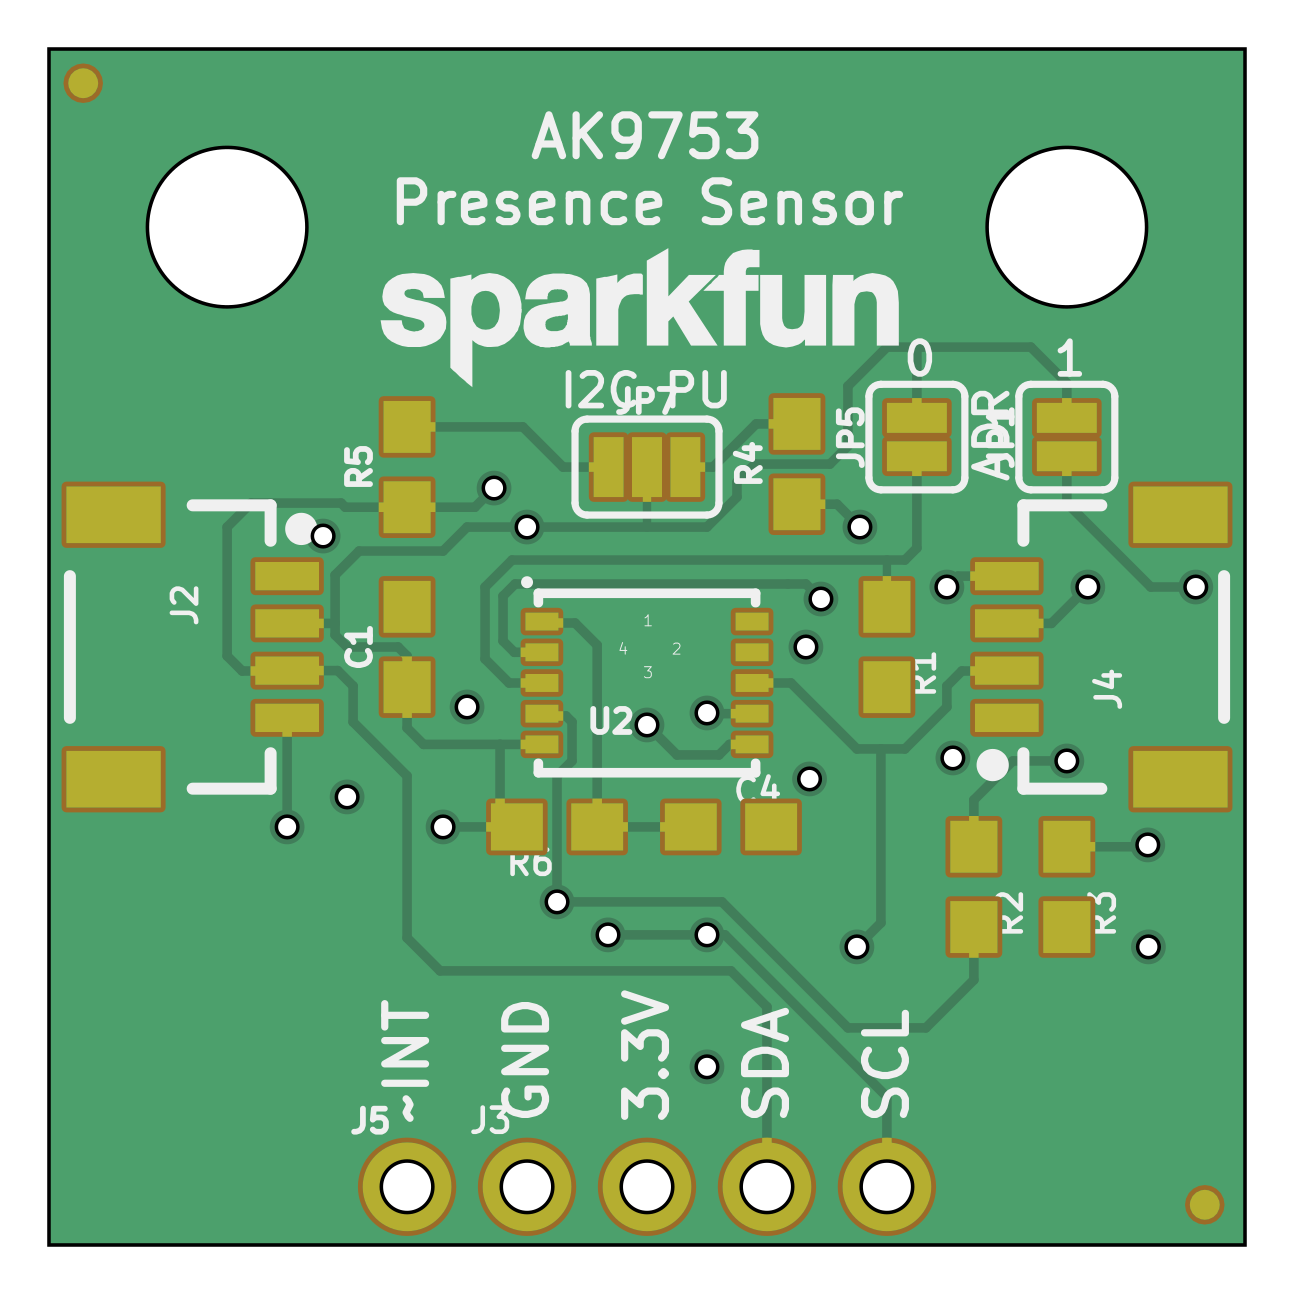 AK9753
Presence Sensor
sparkfun
0
1
I2C PU
JP7
JP5
ADR
JP1
R5
R4
J2
C1
1
4
2
3
U2
R1
J4
C4
R6
R2
R3
~INT
GND
3.3V
SDA
SCL
J5
J3